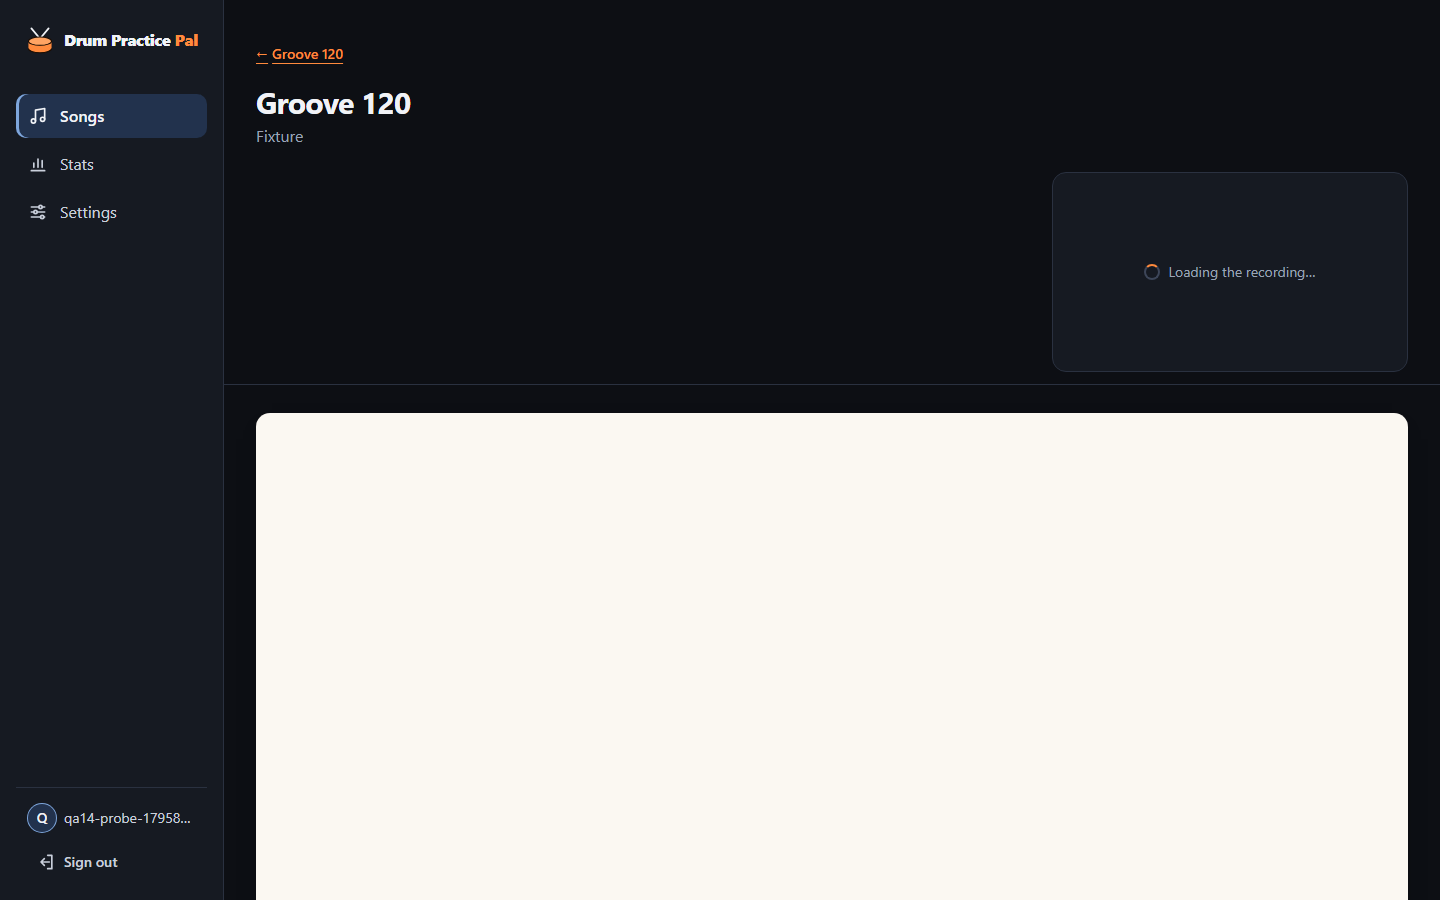 Drum Practice Pal
Songs
Stats
Settings
← Groove 120
Groove 120
Fixture
Loading the recording...
Q
qa14-probe-17958...
Sign out